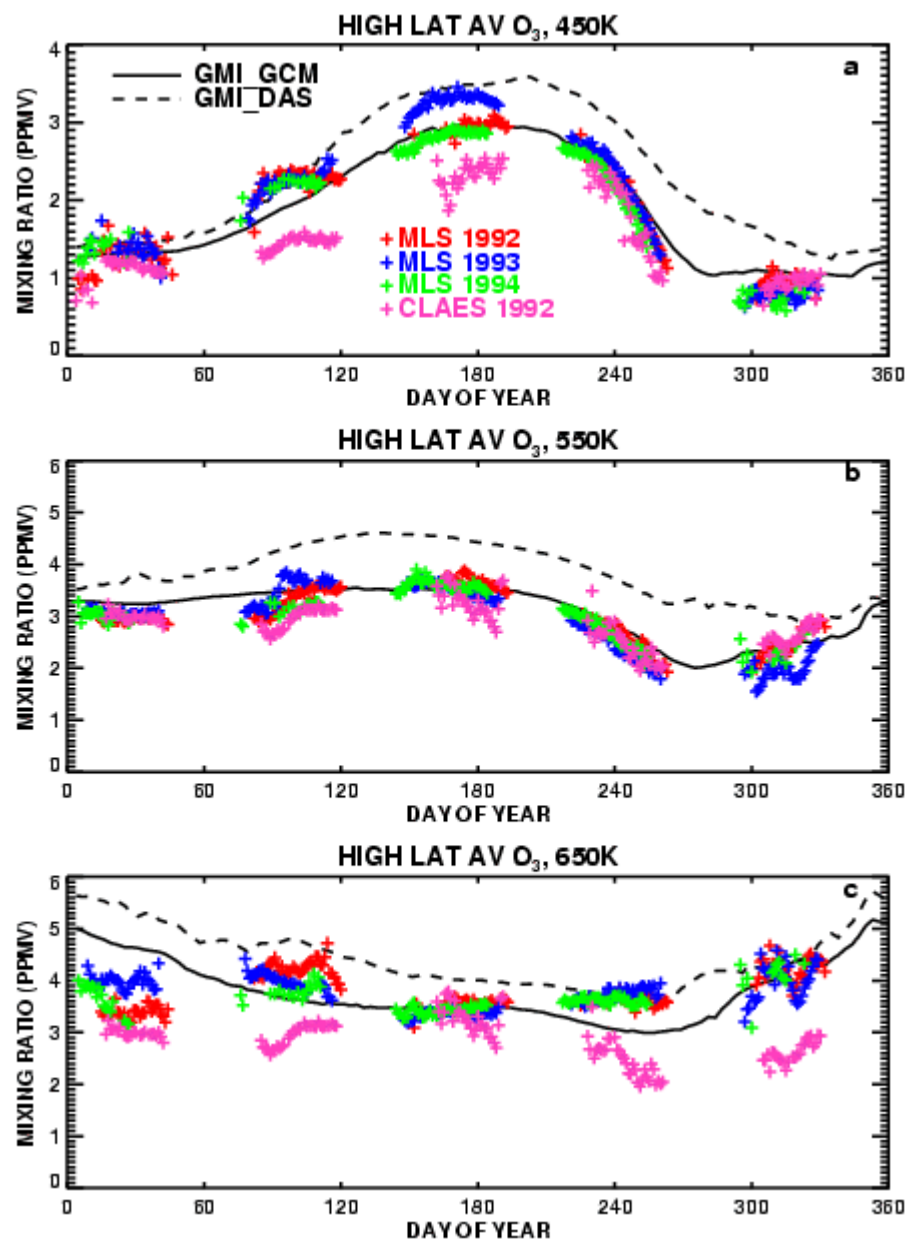 HIGH LAT AV O3, 450K
a
GMI_GCM
GMI_DAS
MLS 1992
MLS 1993
MLS 1994
CLAES 1992
MIXING RATIO (PPMV)
4
3
2
1
0
0 60 120 180 240 300 360
DAY OF YEAR
HIGH LAT AV O3, 550K
b
MIXING RATIO (PPMV)
6
5
4
3
2
1
0
0 60 120 180 240 300 360
DAY OF YEAR
HIGH LAT AV O3, 650K
c
MIXING RATIO (PPMV)
6
5
4
3
2
1
0
0 60 120 180 240 300 360
DAY OF YEAR